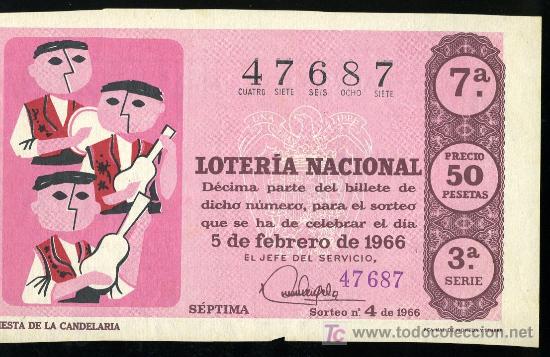 47687
CUATRO SIETE SEIS OCHO SIETE
7ª.
LOTERÍA NACIONAL
PRECIO
50
PESETAS
Décima parte del billete de
dicho número, para el sorteo
que se ha de celebrar el día
5 de febrero de 1966
EL JEFE DEL SERVICIO,
47687
3ª
SERIE
SÉPTIMA
Sorteo nº 4 de 1966
IESTA DE LA CANDELARIA
todocoleccion.net